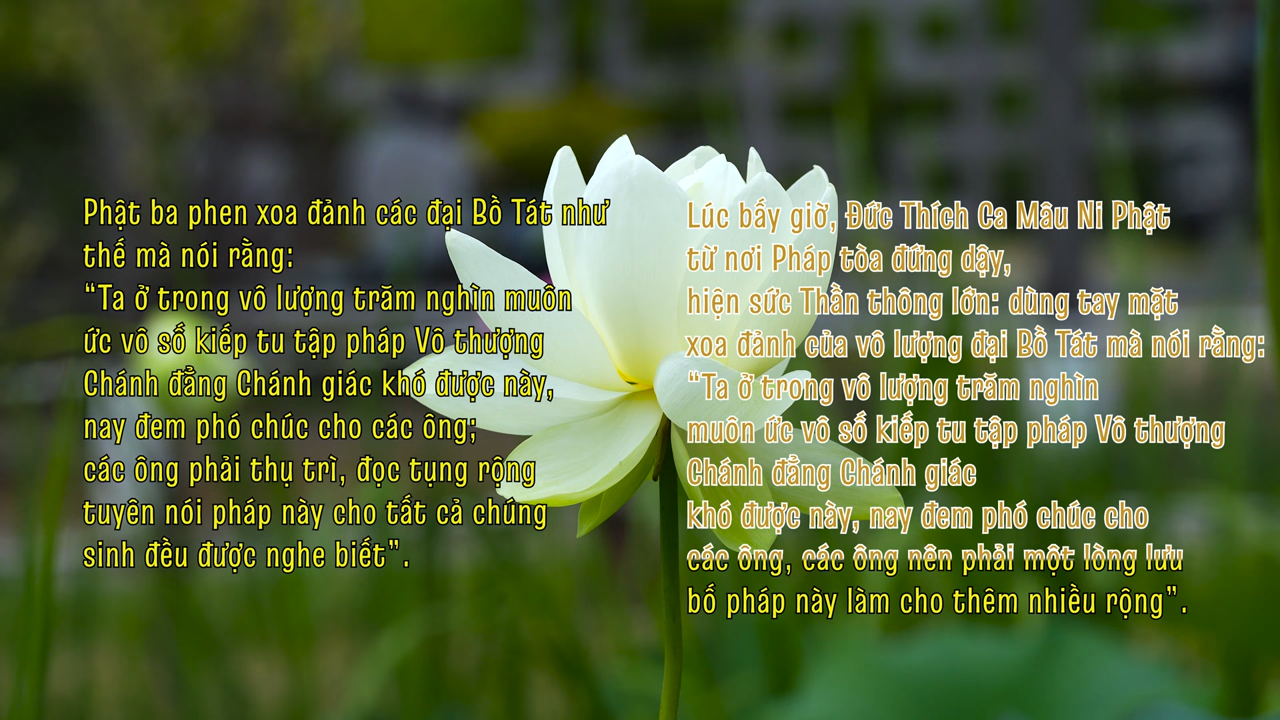 Phật ba phen xoa đảnh các đại Bồ Tát như
thế mà nói rằng:
“Ta ở trong vô lượng trăm nghìn muôn
ức vô số kiếp tu tập pháp Vô thượng
Chánh đẳng Chánh giác khó được này,
nay đem phó chúc cho các ông;
các ông phải thụ trì, đọc tụng rộng
tuyên nói pháp này cho tất cả chúng
sinh đều được nghe biết”.
Lúc bấy giờ, Đức Thích Ca Mâu Ni Phật
từ nơi Pháp tòa đứng dậy,
hiện sức Thần thông lớn: dùng tay mặt
xoa đảnh của vô lượng đại Bồ Tát mà nói rằng:
“Ta ở trong vô lượng trăm nghìn
muôn ức vô số kiếp tu tập pháp Vô thượng
Chánh đẳng Chánh giác
khó được này, nay đem phó chúc cho
các ông, các ông nên phải một lòng lưu
bố pháp này làm cho thêm nhiều rộng”.